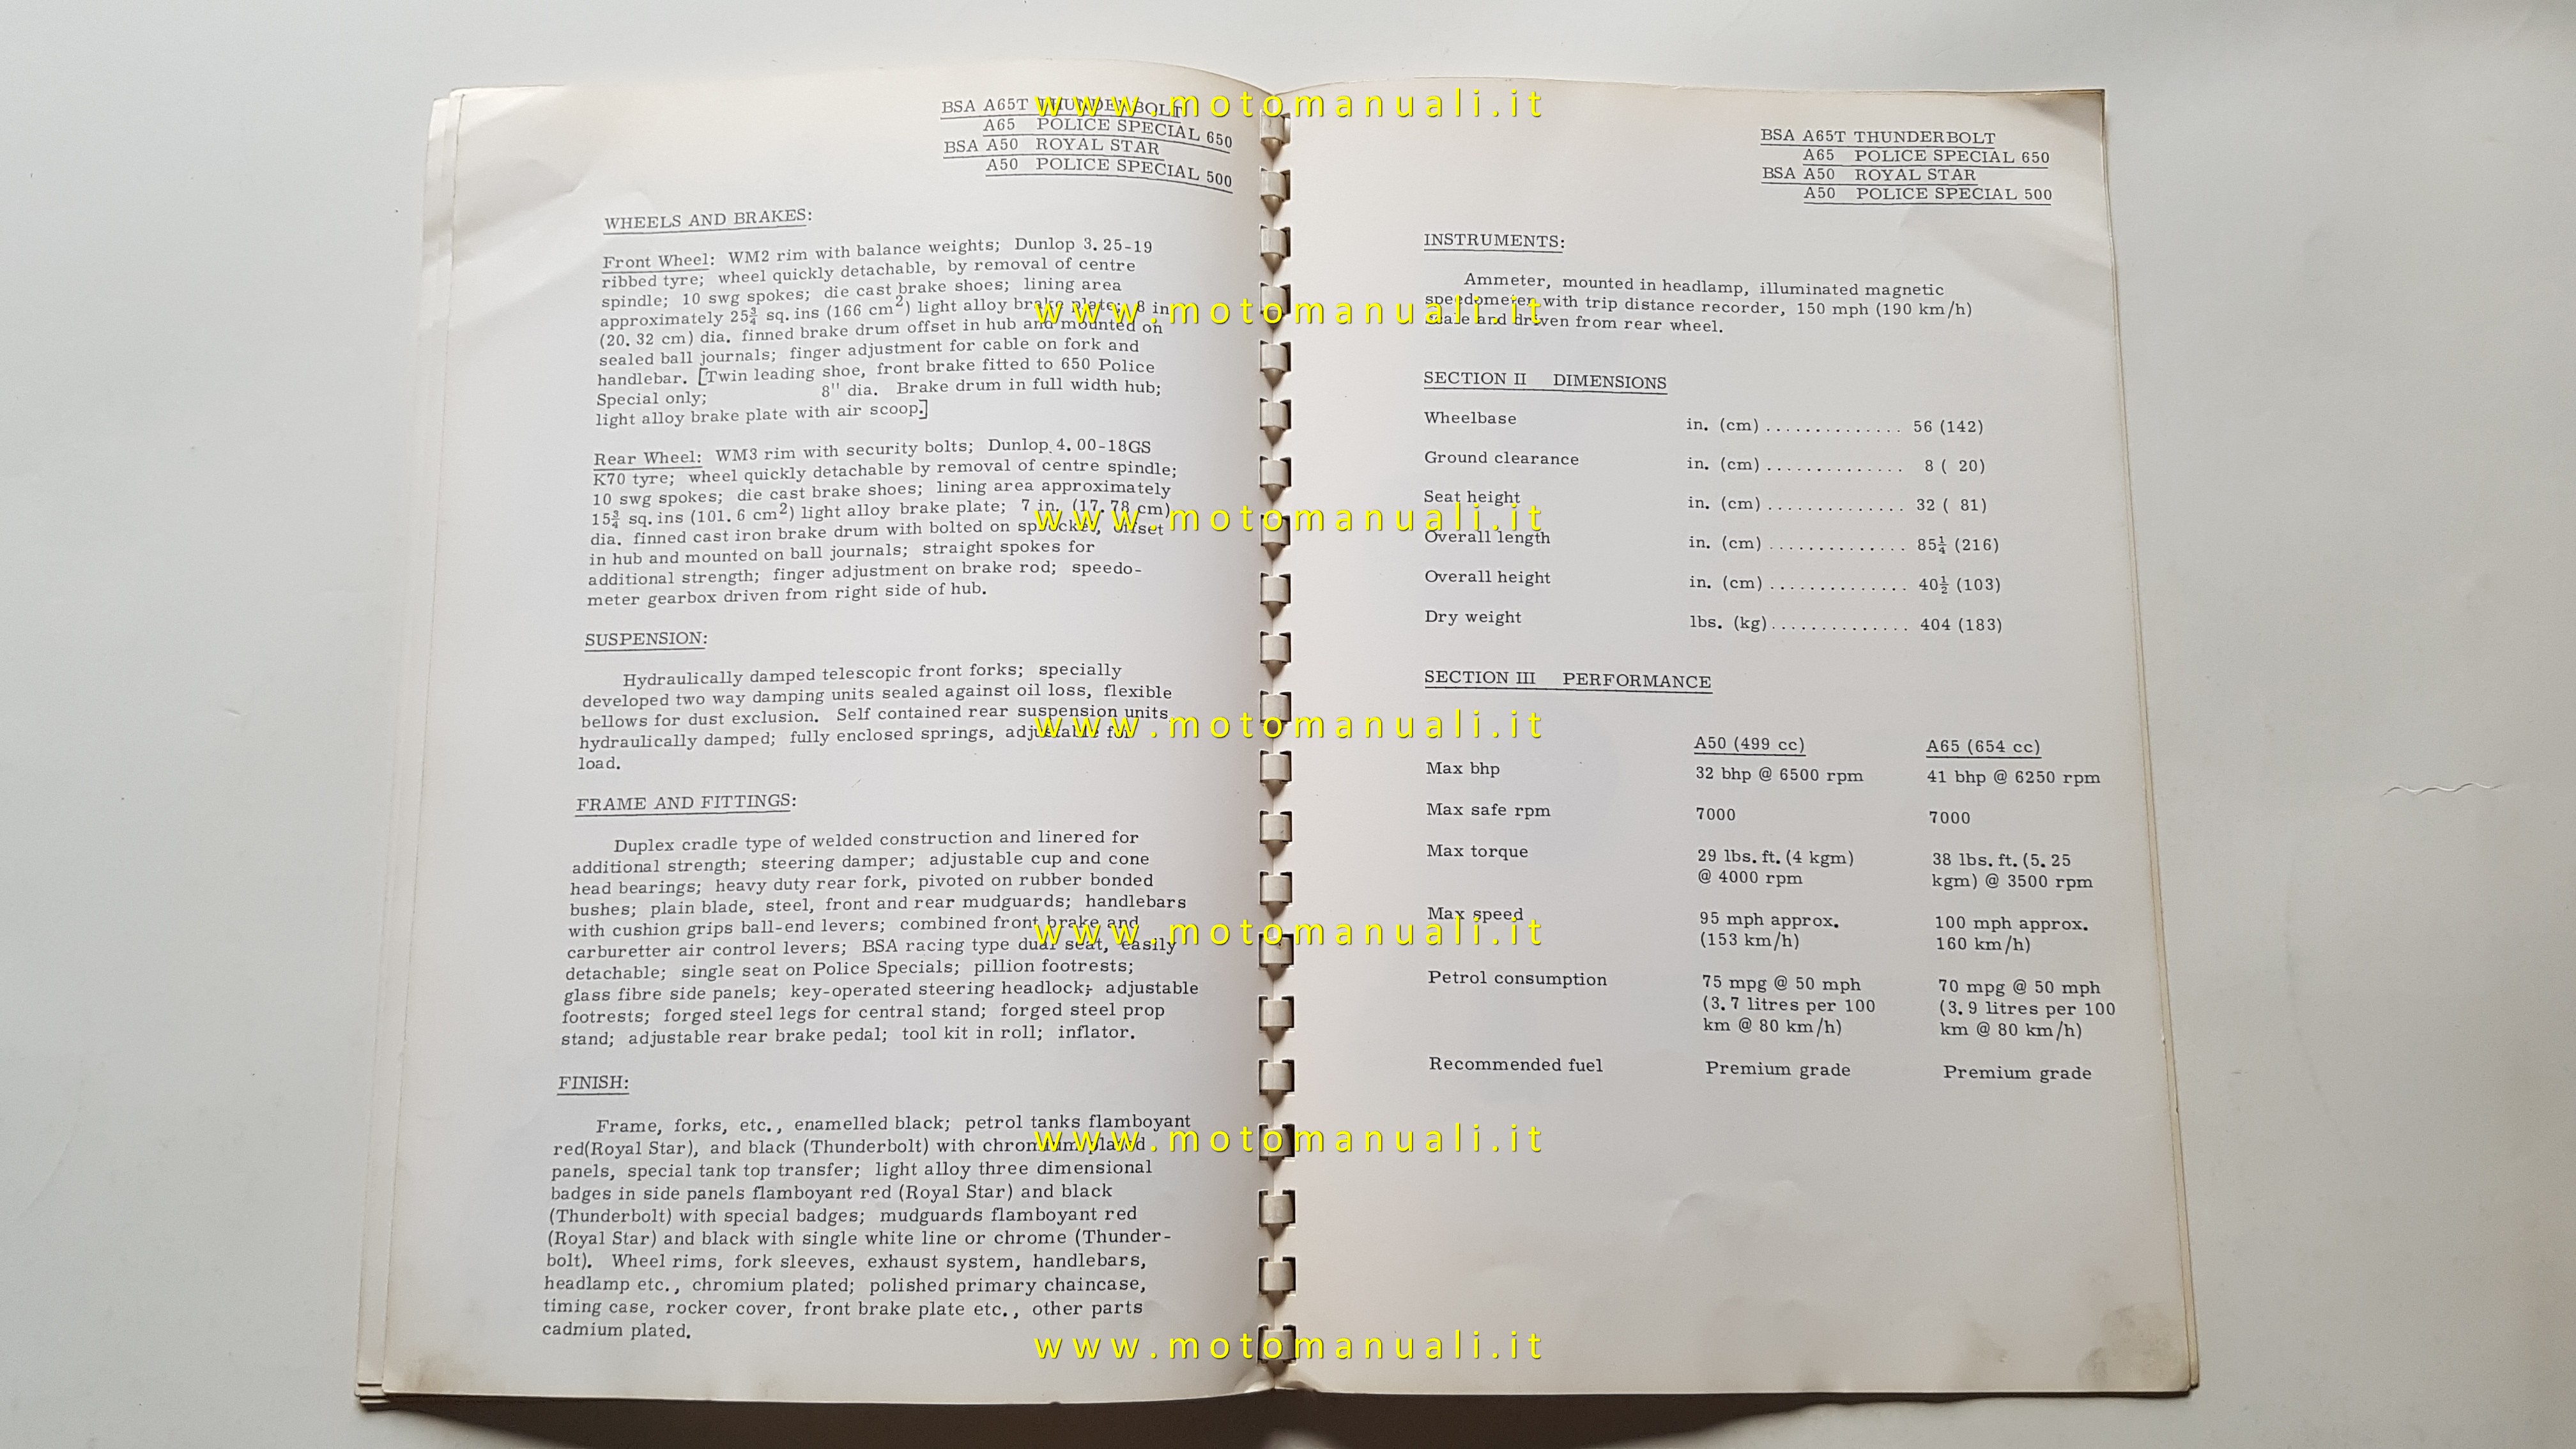 BSA A65T THUNDERBOLT
A65 POLICE SPECIAL 650
BSA A50 ROYAL STAR
A50 POLICE SPECIAL 500
WHEELS AND BRAKES:
Front Wheel: WM2 rim with balance weights; Dunlop 3.25-19
ribbed tyre; wheel quickly detachable, by removal of centre
spindle; 10 swg spokes; die cast brake shoes; lining area
approximately 25¾ sq. ins (166 cm²) light alloy brake plate; 8 in
(20.32 cm) dia. finned brake drum offset in hub and mounted on
sealed ball journals; finger adjustment for cable on fork and
handlebar. [Twin leading shoe, front brake fitted to 650 Police
Special only; 8" dia. Brake drum in full width hub;
light alloy brake plate with air scoop.]
Rear Wheel: WM3 rim with security bolts; Dunlop 4.00-18GS
K70 tyre; wheel quickly detachable by removal of centre spindle;
10 swg spokes; die cast brake shoes; lining area approximately
15¾ sq. ins (101.6 cm²) light alloy brake plate; 7 in. (17.78 cm)
dia. finned cast iron brake drum with bolted on sprocket, offset
in hub and mounted on ball journals; straight spokes for
additional strength; finger adjustment on brake rod; speedo-
meter gearbox driven from right side of hub.
SUSPENSION:
Hydraulically damped telescopic front forks; specially
developed two way damping units sealed against oil loss, flexible
bellows for dust exclusion. Self contained rear suspension units
hydraulically damped; fully enclosed springs, adjustable for
load.
FRAME AND FITTINGS:
Duplex cradle type of welded construction and linered for
additional strength; steering damper; adjustable cup and cone
head bearings; heavy duty rear fork, pivoted on rubber bonded
bushes; plain blade, steel, front and rear mudguards; handlebars
with cushion grips ball-end levers; combined front brake and
carburetter air control levers; BSA racing type dual seat, easily
detachable; single seat on Police Specials; pillion footrests;
glass fibre side panels; key-operated steering headlock; adjustable
footrests; forged steel legs for central stand; forged steel prop
stand; adjustable rear brake pedal; tool kit in roll; inflator.
FINISH:
Frame, forks, etc., enamelled black; petrol tanks flamboyant
red(Royal Star), and black (Thunderbolt) with chromium plated
panels, special tank top transfer; light alloy three dimensional
badges in side panels flamboyant red (Royal Star) and black
(Thunderbolt) with special badges; mudguards flamboyant red
(Royal Star) and black with single white line or chrome (Thunder-
bolt). Wheel rims, fork sleeves, exhaust system, handlebars,
headlamp etc., chromium plated; polished primary chaincase,
timing case, rocker cover, front brake plate etc., other parts
cadmium plated.
BSA A65T THUNDERBOLT
A65 POLICE SPECIAL 650
BSA A50 ROYAL STAR
A50 POLICE SPECIAL 500
INSTRUMENTS:
Ammeter, mounted in headlamp, illuminated magnetic
speedometer with trip distance recorder, 150 mph (190 km/h)
scale and driven from rear wheel.
SECTION II DIMENSIONS
Wheelbase in. (cm) .............. 56 (142)
Ground clearance in. (cm) .............. 8 ( 20)
Seat height in. (cm) .............. 32 ( 81)
Overall length in. (cm) .............. 85¼ (216)
Overall height in. (cm) .............. 40½ (103)
Dry weight lbs. (kg).............. 404 (183)
SECTION III PERFORMANCE
A50 (499 cc) A65 (654 cc)
Max bhp 32 bhp @ 6500 rpm 41 bhp @ 6250 rpm
Max safe rpm 7000 7000
Max torque 29 lbs. ft. (4 kgm) 38 lbs. ft. (5.25
@ 4000 rpm kgm) @ 3500 rpm
Max speed 95 mph approx. 100 mph approx.
(153 km/h) 160 km/h)
Petrol consumption 75 mpg @ 50 mph 70 mpg @ 50 mph
(3.7 litres per 100 (3.9 litres per 100
km @ 80 km/h) km @ 80 km/h)
Recommended fuel Premium grade Premium grade
www.motomanuali.it
www.motomanuali.it
www.motomanuali.it
www.motomanuali.it
www.motomanuali.it
www.motomanuali.it
www.motomanuali.it